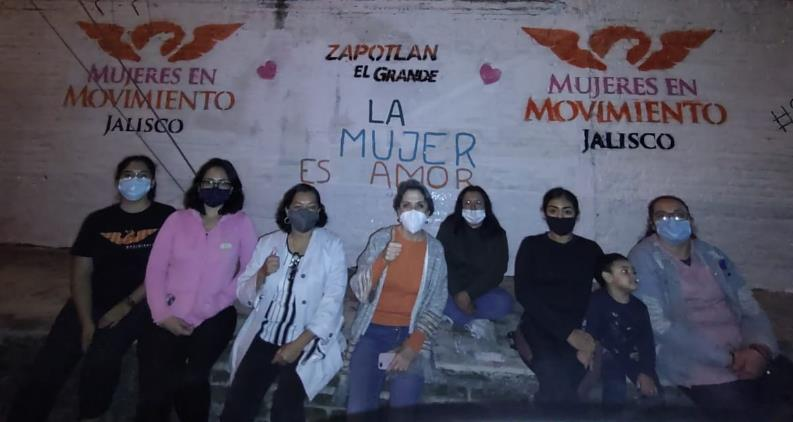 MUJERES EN
MOVIMIENTO
JALISCO
ZAPOTLAN
EL GRANDE
LA
MUJER
ES AMOR
MUJERES EN
MOVIMIENTO
JALISCO